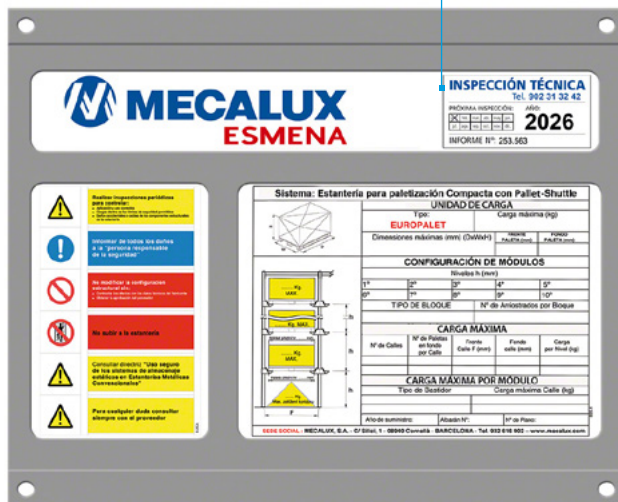 MECALUX
ESMENA
INSPECCIÓN TÉCNICA
Tel. 902 31 32 42
PRÓXIMA INSPECCIÓN: AÑO:
2026
INFORME Nº: 253.563
Realizar inspecciones periódicas
para controlar:
Informar de todos los daños
a la "persona responsable
de la seguridad"
No modificar la configuración
estructural sin:
No subir a la estantería
Consultar directriz "Uso seguro
de los sistemas de almacenaje
estático en Estanterías Metálicas
Convencionales"
Para cualquier duda consultar
siempre con el proveedor
Sistema: Estantería para paletización Compacta con Pallet-Shuttle
UNIDAD DE CARGA
Tipo: Carga máxima (kg)
EUROPALET
Dimensiones máximas (mm) (DxWxH) FRENTE PALETA (mm) FONDO PALETA (mm)
CONFIGURACIÓN DE MÓDULOS
Niveles h (mm)
1º 2º 3º 4º 5º
6º 7º 8º 9º 10º
TIPO DE BLOQUE Nº de Arriostrados por Bloque
CARGA MÁXIMA
Nº de Calles Nº de Paletas en fondo por Calle Frente Calle F (mm) Fondo calle (mm) Carga por Nivel (kg)
CARGA MÁXIMA POR MÓDULO
Tipo de Bastidor Carga máxima Calle (kg)
Año de suministro: Albarán Nº: Nº de Plano:
..... Kg. MAX.
..... Kg. MAX.
..... Kg. MAX.
..... Kg.
h
h
h
F
SEDE SOCIAL - MECALUX, S.A. - C/ Silici, 1 - 08940 Cornellà - BARCELONA - Tel. 932 616 902 - www.mecalux.com